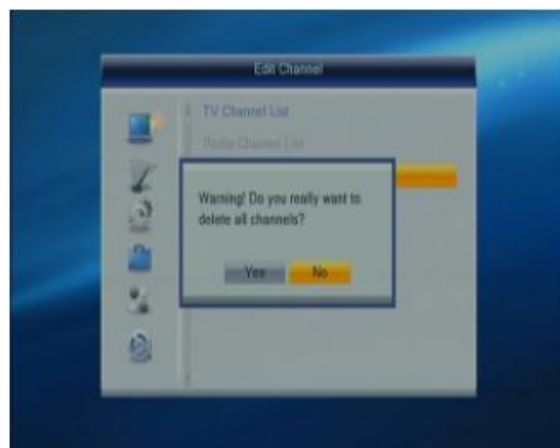 Edit Channel
TV Channel List
Radio Channel List
Warning! Do you really want to
delete all channels?
Yes
No